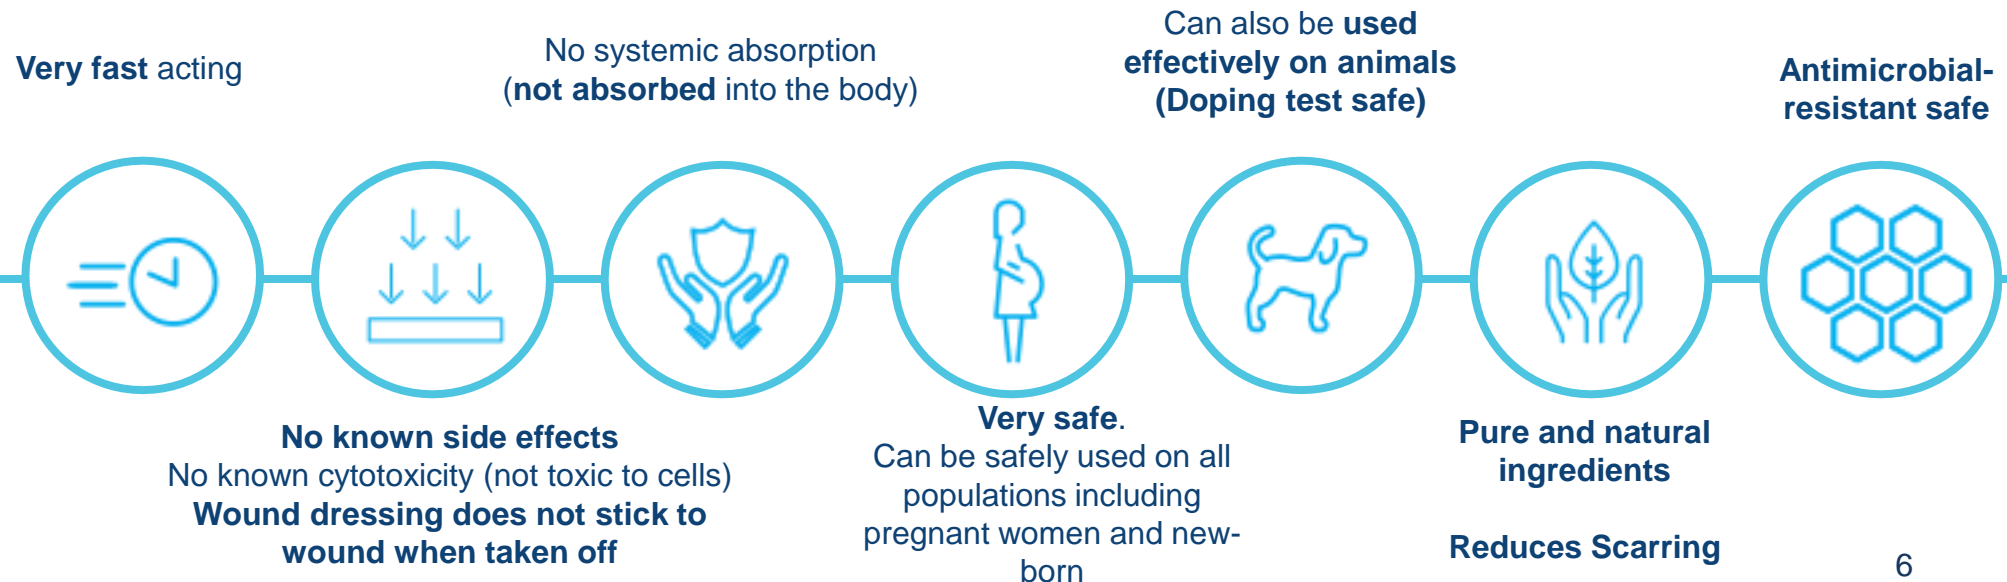 Very fast acting
No known side effects
No known cytotoxicity (not toxic to cells)
Wound dressing does not stick to
wound when taken off
No systemic absorption
(not absorbed into the body)
Very safe.
Can be safely used on all
populations including
pregnant women and new-
born
Can also be used
effectively on animals
(Doping test safe)
Pure and natural
ingredients
Reduces Scarring
Antimicrobial-
resistant safe
6